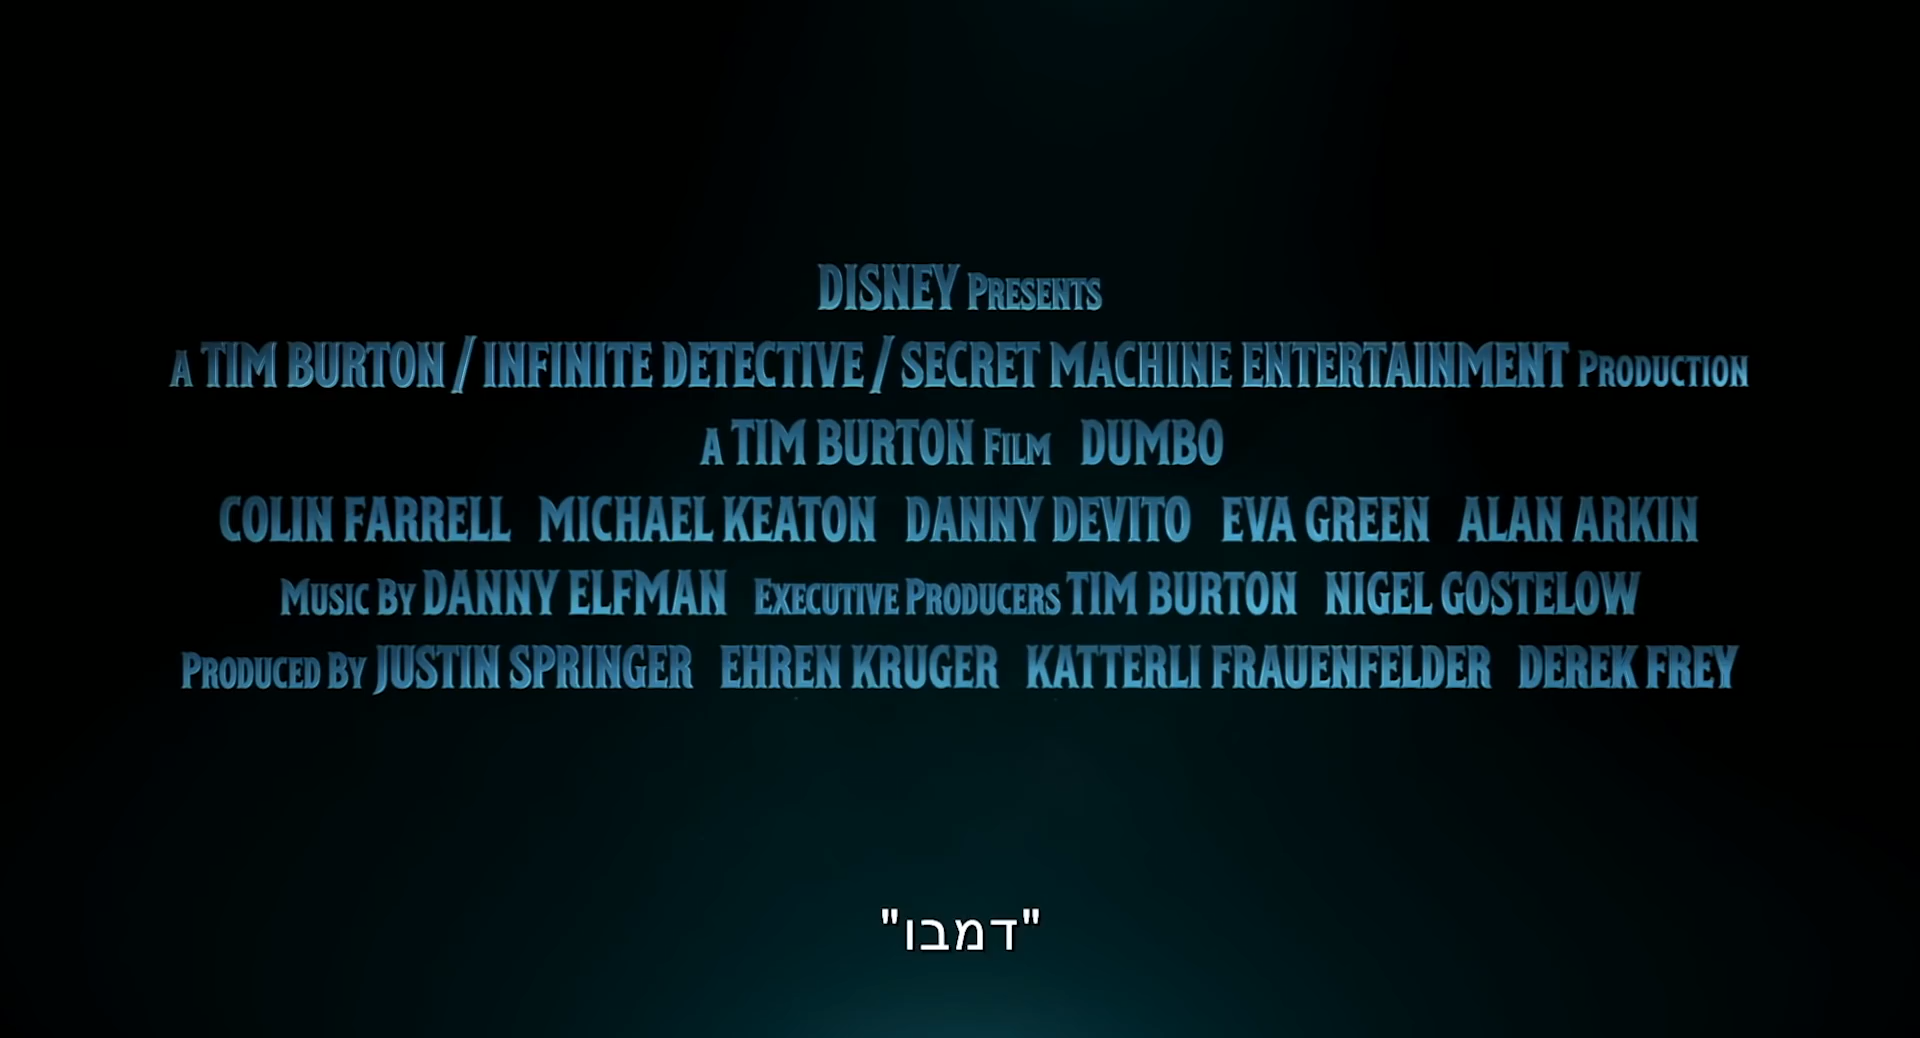 DISNEY PRESENTS
A TIM BURTON / INFINITE DETECTIVE / SECRET MACHINE ENTERTAINMENT PRODUCTION
A TIM BURTON FILM DUMBO
COLIN FARRELL MICHAEL KEATON DANNY DEVITO EVA GREEN ALAN ARKIN
MUSIC BY DANNY ELFMAN EXECUTIVE PRODUCERS TIM BURTON NIGEL GOSTELOW
PRODUCED BY JUSTIN SPRINGER EHREN KRUGER KATTERLI FRAUENFELDER DEREK FREY
"דמבו"